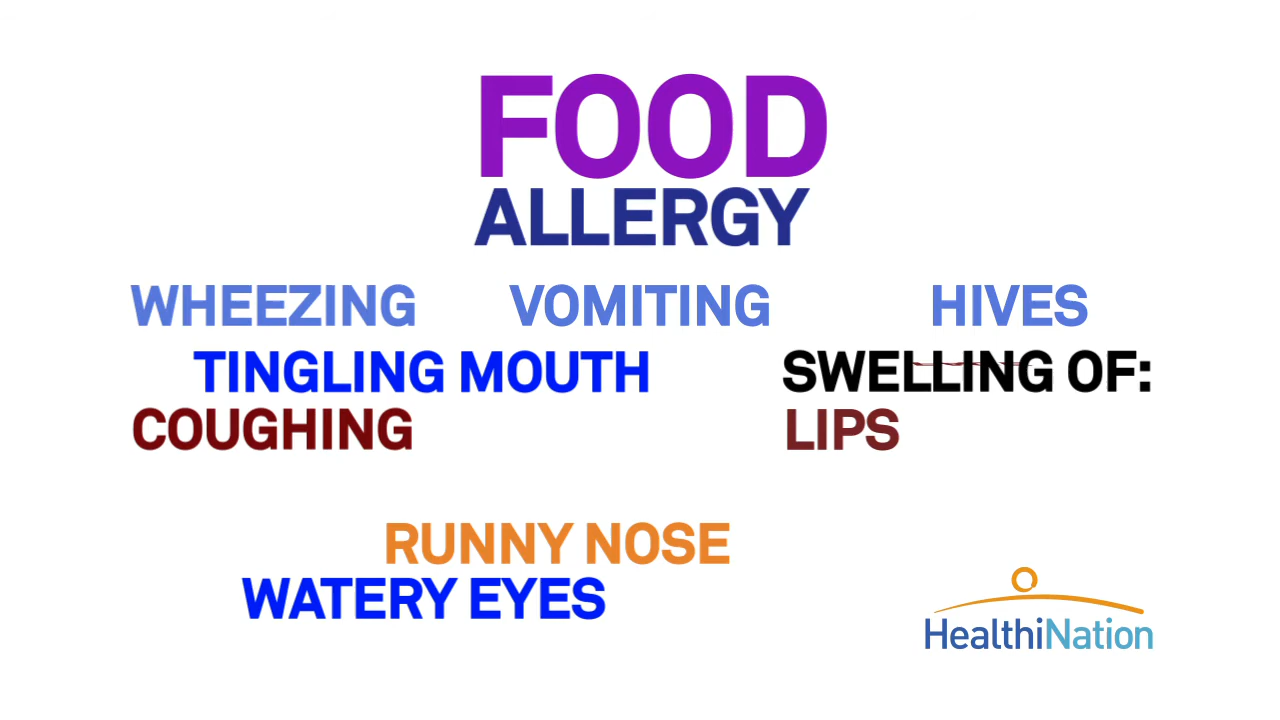 FOOD
ALLERGY
WHEEZING VOMITING HIVES
TINGLING MOUTH SWELLING OF:
COUGHING LIPS
RUNNY NOSE
WATERY EYES
HealthiNation